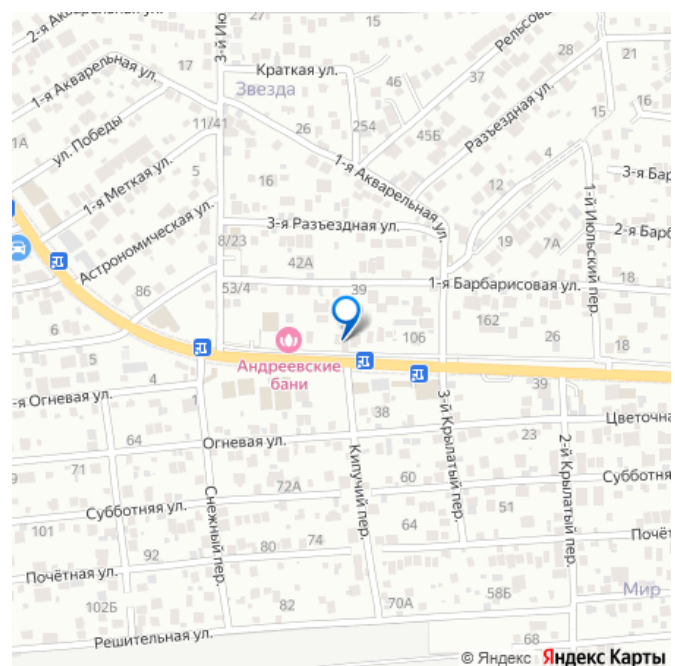 2-я Акварельная ул.
3-й Ию
15
Рельсовая
28
21
17
Краткая ул.
Звезда
46
37
1-я Акварельная ул.
Разъездная ул.
15
16
ул. Победы
11/41
26
254
45Б
1А
1-я Меткая ул.
5
16
1-я Акварельная ул.
12
4
3-я Бар
1-й Июльский пер.
Астрономическая ул.
3-я Разъездная ул.
8/23
42А
19
7А
2-я Барб
86
53/4
39
1-я Барбарисовая ул.
18
6
5
106
162
26
18
Андреевские
бани
4
1
39
-я Огневая ул.
38
3-й Крылатый пер.
Цветочна
64
Огневая ул.
23
2-й Крылатый пер.
71
Кипучий пер.
Снежный пер.
72А
60
Субботня
Субботняя ул.
51
101
64
92
80
74
Почёт
Почётная ул.
102Б
82
70А
58Б
Мир
Решительная ул.
68
© Яндекс Яндекс Карты